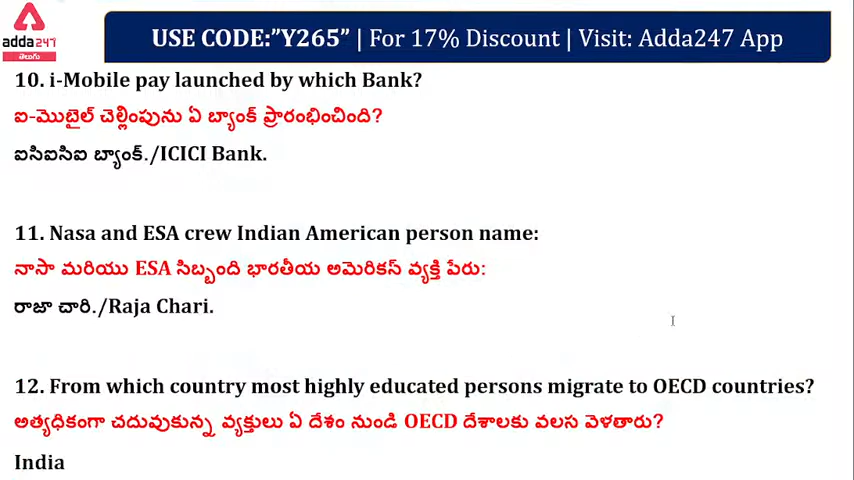 adda247
తెలుగు
USE CODE:”Y265” | For 17% Discount | Visit: Adda247 App
10. i-Mobile pay launched by which Bank?
ఐ-మొబైల్ చెల్లింపును ఏ బ్యాంక్ ప్రారంభించింది?
ఐసిఐసిఐ బ్యాంక్./ICICI Bank.
11. Nasa and ESA crew Indian American person name:
నాసా మరియు ESA సిబ్బంది భారతీయ అమెరికన్ వ్యక్తి పేరు:
రాజా చారి./Raja Chari.
12. From which country most highly educated persons migrate to OECD countries?
అత్యధికంగా చదువుకున్న వ్యక్తులు ఏ దేశం నుండి OECD దేశాలకు వలస వెళతారు?
India